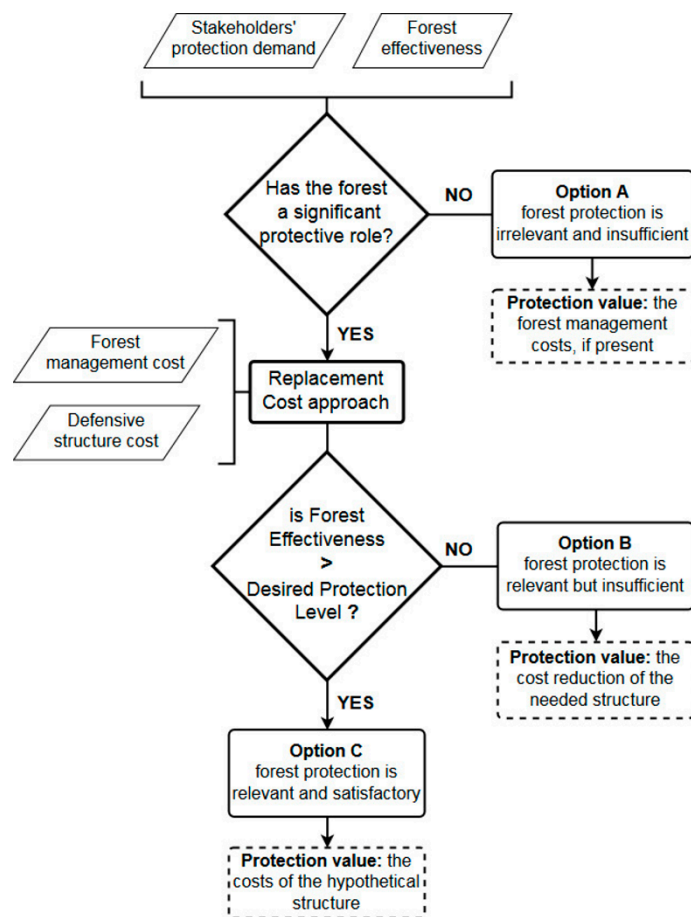 Stakeholders'
protection demand
Forest
effectiveness
Has the forest
a significant
protective role?
NO
Option A
forest protection is
irrelevant and insufficient
Protection value: the
forest management
costs, if present
YES
Forest
management cost
Replacement
Cost approach
Defensive
structure cost
is Forest
Effectiveness
>
Desired Protection
Level ?
NO
Option B
forest protection is
relevant but insufficient
Protection value: the
cost reduction of the
needed structure
YES
Option C
forest protection is
relevant and satisfactory
Protection value: the
costs of the hypothetical
structure